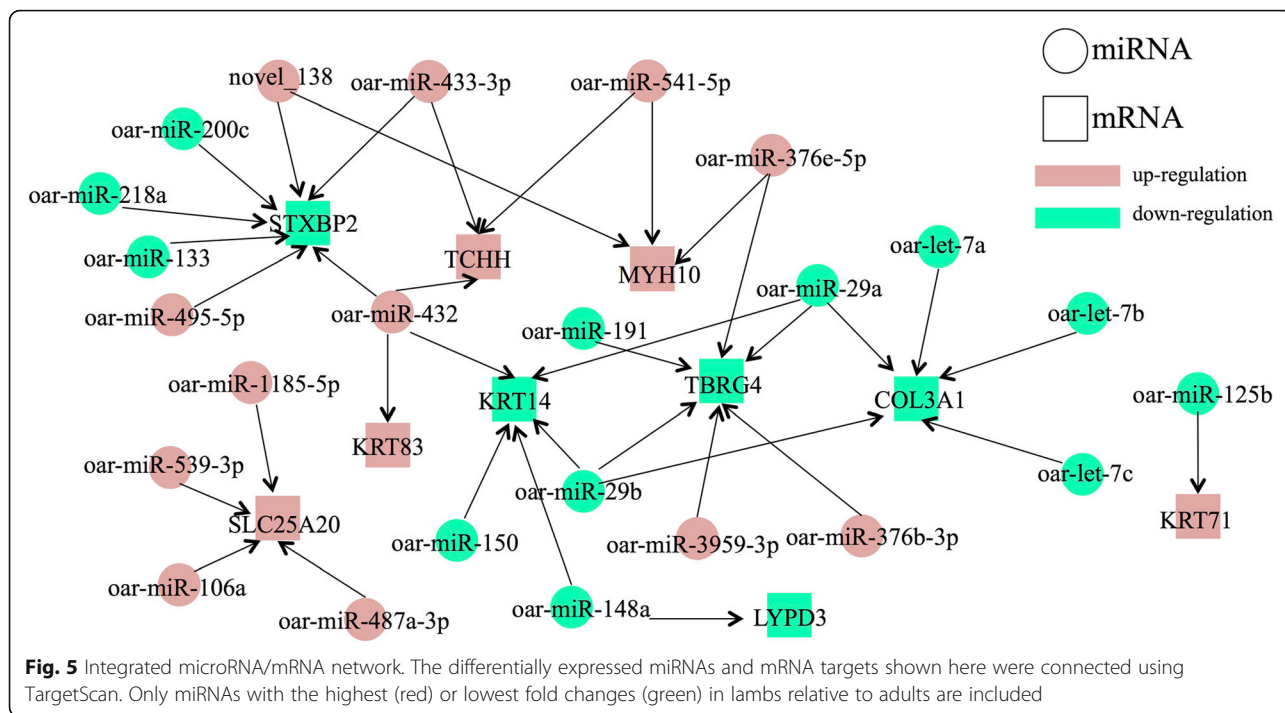 miRNA
mRNA
up-regulation
down-regulation
novel_138
oar-miR-433-3p
oar-miR-541-5p
oar-miR-200c
oar-miR-376e-5p
oar-miR-218a
STXBP2
oar-miR-133
TCHH
MYH10
oar-let-7a
oar-miR-29a
oar-miR-495-5p
oar-miR-432
oar-miR-191
oar-let-7b
oar-miR-1185-5p
KRT14
TBRG4
COL3A1
oar-miR-125b
KRT83
oar-miR-539-3p
oar-let-7c
oar-miR-29b
SLC25A20
KRT71
oar-miR-150
oar-miR-3959-3p
oar-miR-376b-3p
oar-miR-106a
oar-miR-148a
oar-miR-487a-3p
LYPD3
Fig. 5 Integrated microRNA/mRNA network. The differentially expressed miRNAs and mRNA targets shown here were connected using
TargetScan. Only miRNAs with the highest (red) or lowest fold changes (green) in lambs relative to adults are included